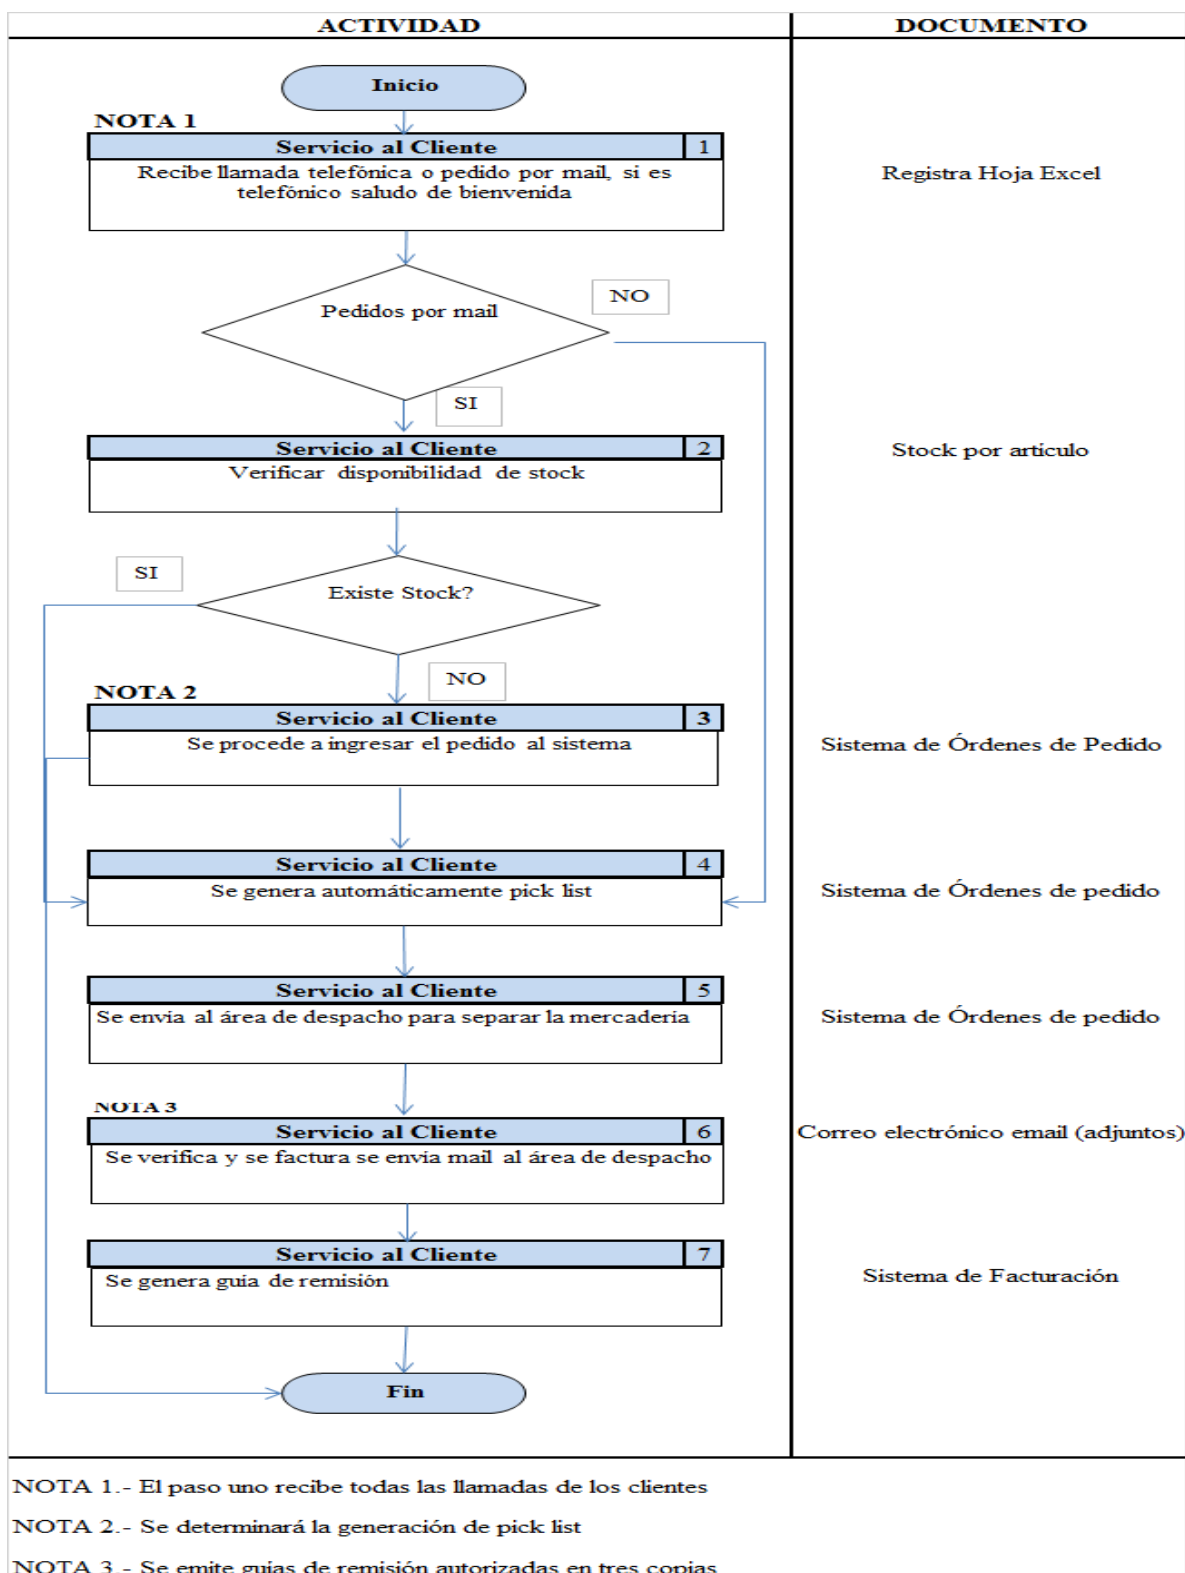 ACTIVIDAD
DOCUMENTO
Inicio
NOTA 1
Servicio al Cliente 1
Recibe llamada telefónica o pedido por mail, si es
telefónico saludo de bienvenida
Registra Hoja Excel
Pedidos por mail
NO
SI
Servicio al Cliente 2
Verificar disponibilidad de stock
Stock por artículo
SI
Existe Stock?
NO
NOTA 2
Servicio al Cliente 3
Se procede a ingresar el pedido al sistema
Sistema de Órdenes de Pedido
Servicio al Cliente 4
Se genera automáticamente pick list
Sistema de Órdenes de pedido
Servicio al Cliente 5
Se envía al área de despacho para separar la mercadería
Sistema de Órdenes de pedido
NOTA 3
Servicio al Cliente 6
Se verifica y se factura se envía mail al área de despacho
Correo electrónico email (adjuntos)
Servicio al Cliente 7
Se genera guía de remisión
Sistema de Facturación
Fin
NOTA 1.- El paso uno recibe todas las llamadas de los clientes
NOTA 2.- Se determinará la generación de pick list
NOTA 3.- Se emite guías de remisión autorizadas en tres copias